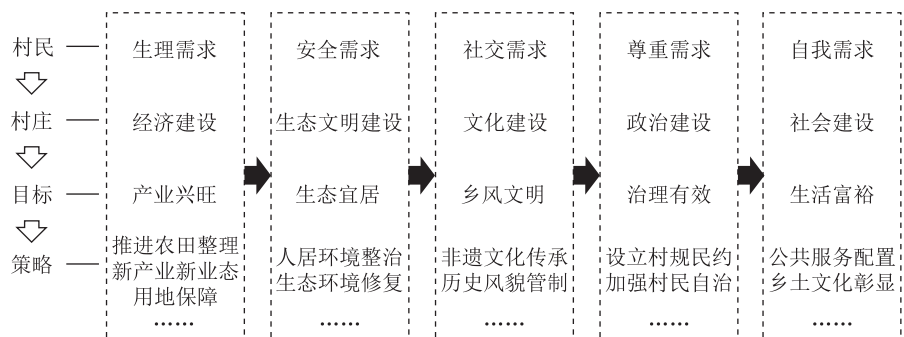 村民 生理需求 安全需求 社交需求 尊重需求 自我需求
村庄 经济建设 生态文明建设 文化建设 政治建设 社会建设
目标 产业兴旺 生态宜居 乡风文明 治理有效 生活富裕
策略
推进农田整理
新产业新业态
用地保障
……
人居环境整治
生态环境修复
……
非遗文化传承
历史风貌管制
……
设立村规民约
加强村民自治
……
公共服务配置
乡土文化彰显
……